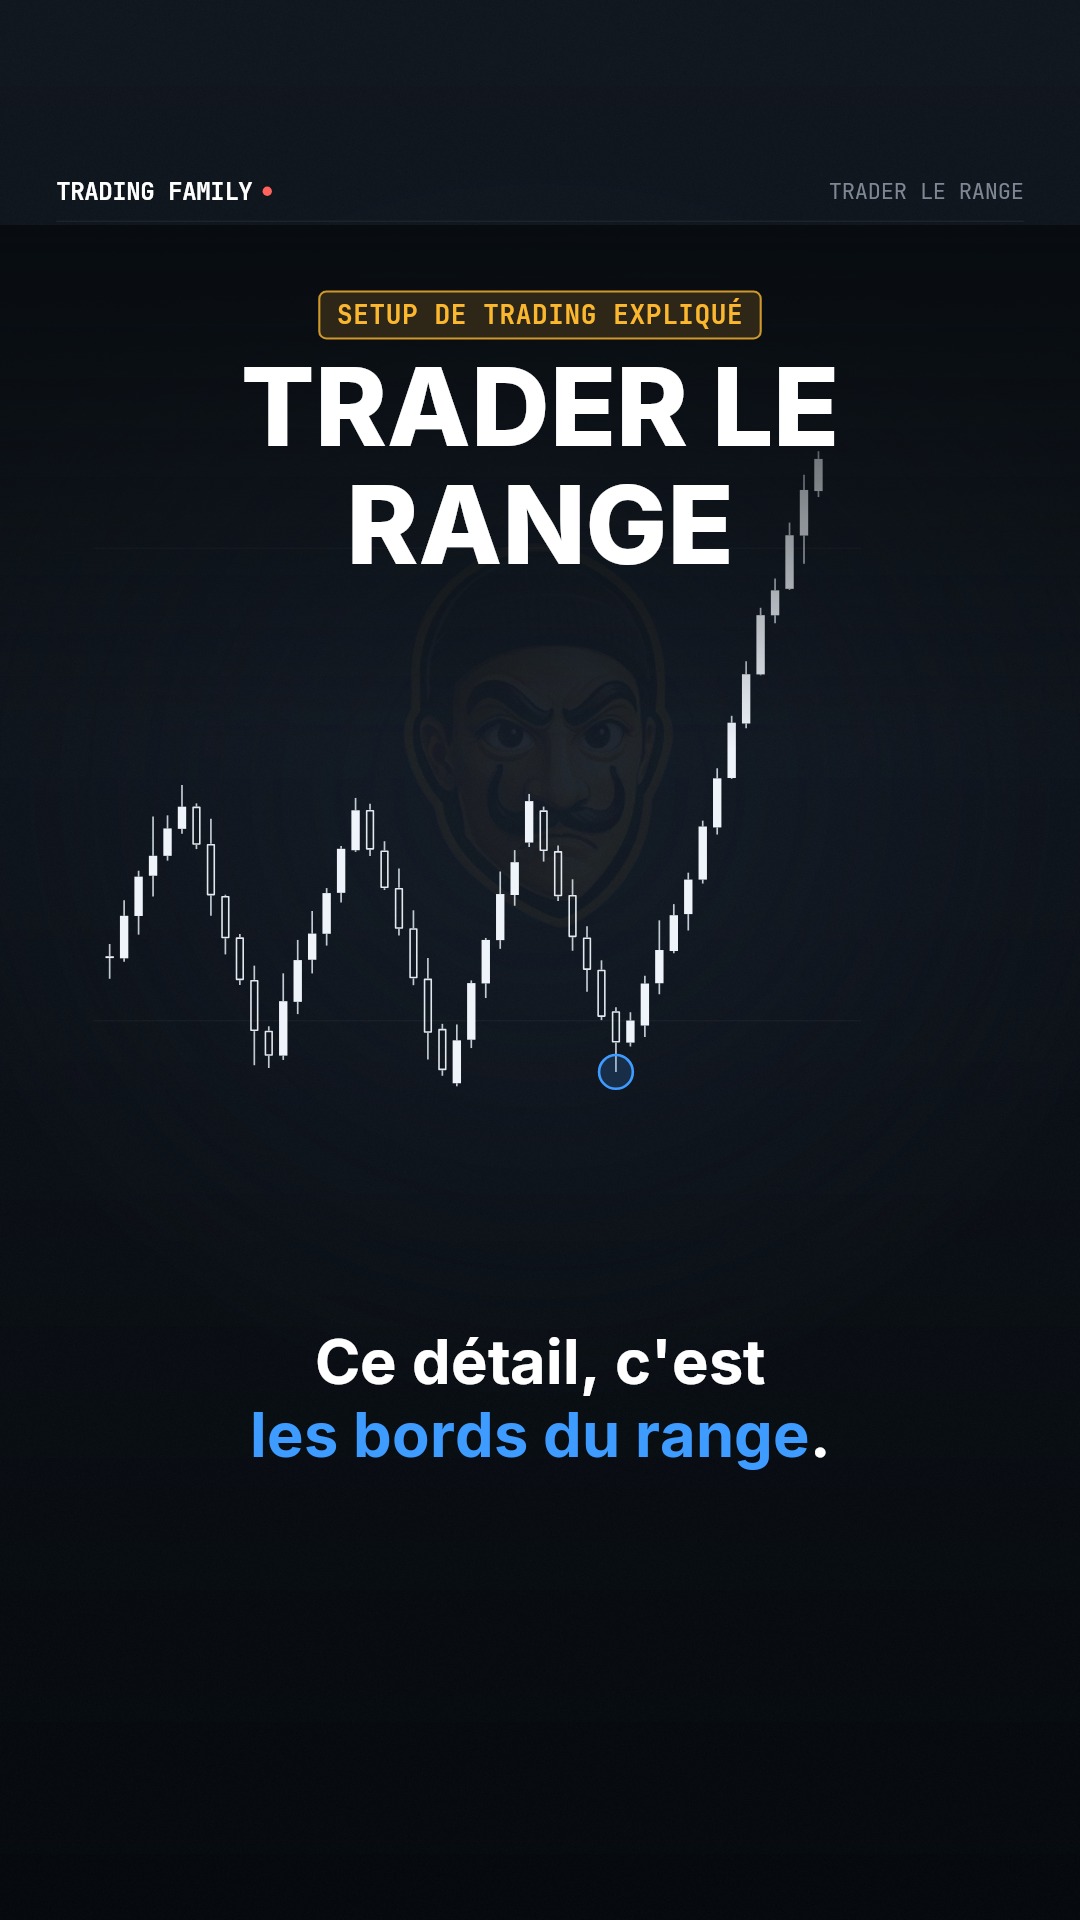 TRADING FAMILY
TRADER LE RANGE
SETUP DE TRADING EXPLIQUÉ
TRADER LE
RANGE
Ce détail, c'est
les bords du range.